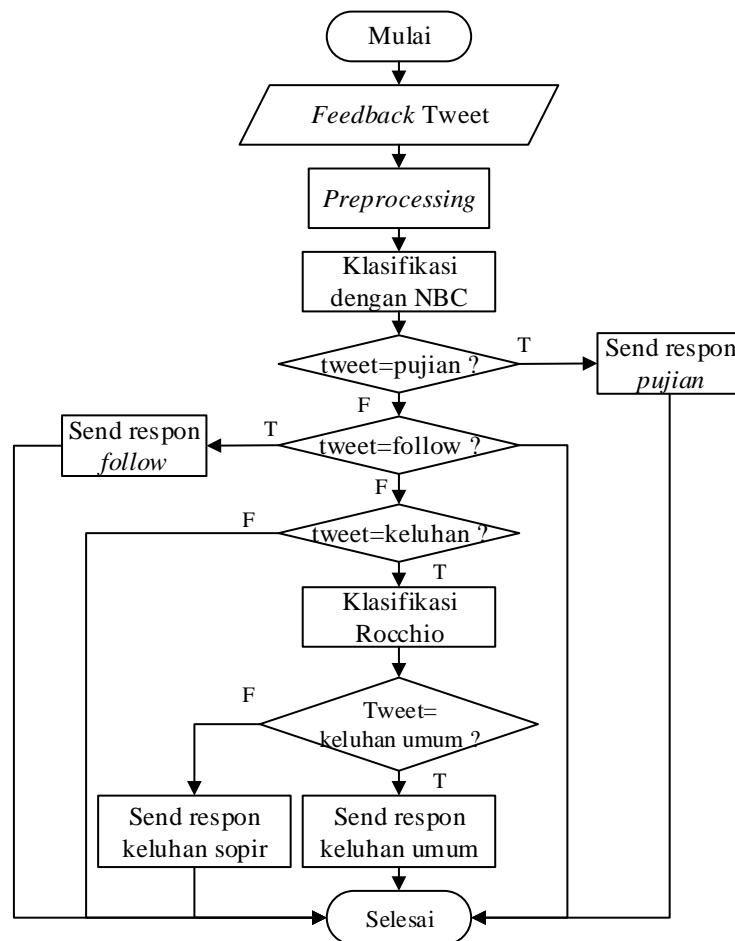 Mulai
Feedback Tweet
Preprocessing
Klasifikasi
dengan NBC
tweet=pujian ?
T
Send respon
pujian
F
Send respon
follow
T
tweet=follow ?
F
F
tweet=keluhan ?
T
Klasifikasi
Rocchio
F
Tweet=
keluhan umum ?
T
Send respon
keluhan sopir
Send respon
keluhan umum
Selesai